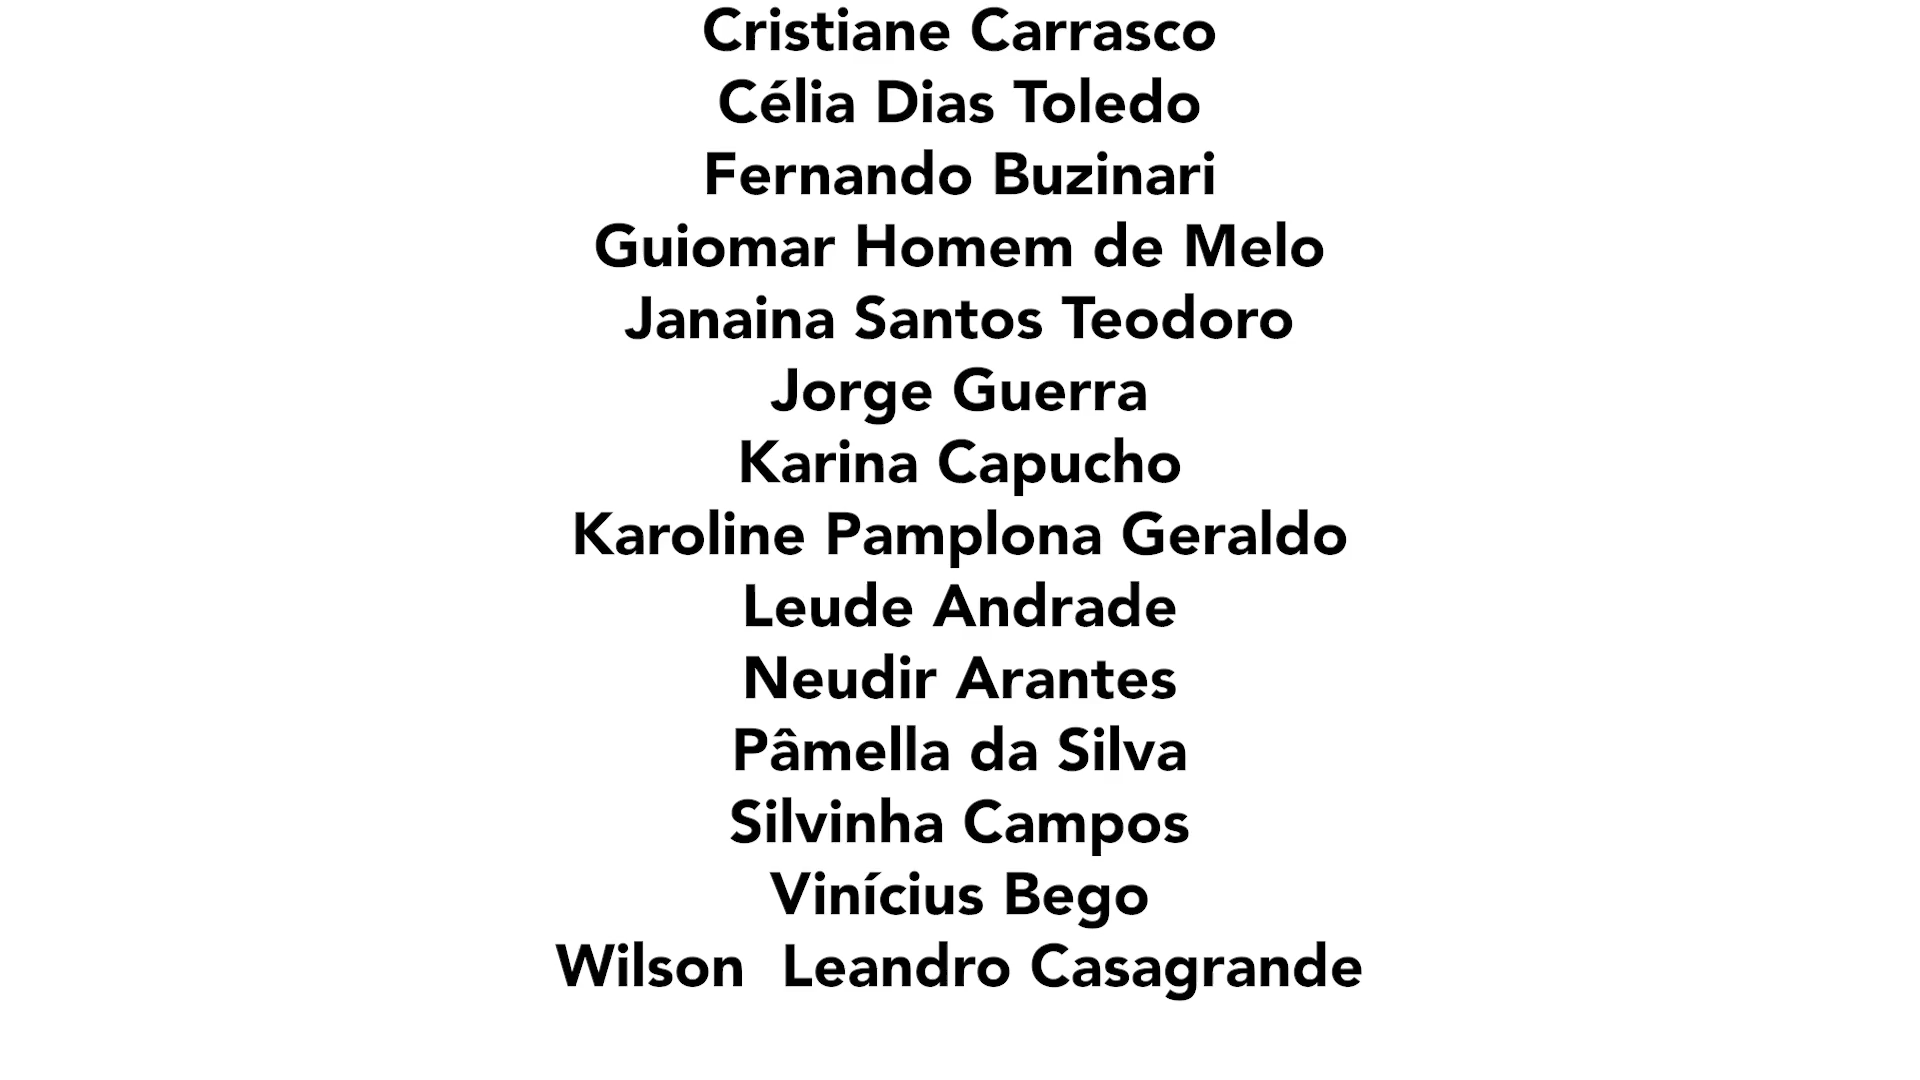 Cristiane Carrasco
Célia Dias Toledo
Fernando Buzinari
Guiomar Homem de Melo
Janaina Santos Teodoro
Jorge Guerra
Karina Capucho
Karoline Pamplona Geraldo
Leude Andrade
Neudir Arantes
Pâmella da Silva
Silvinha Campos
Vinícius Bego
Wilson  Leandro Casagrande